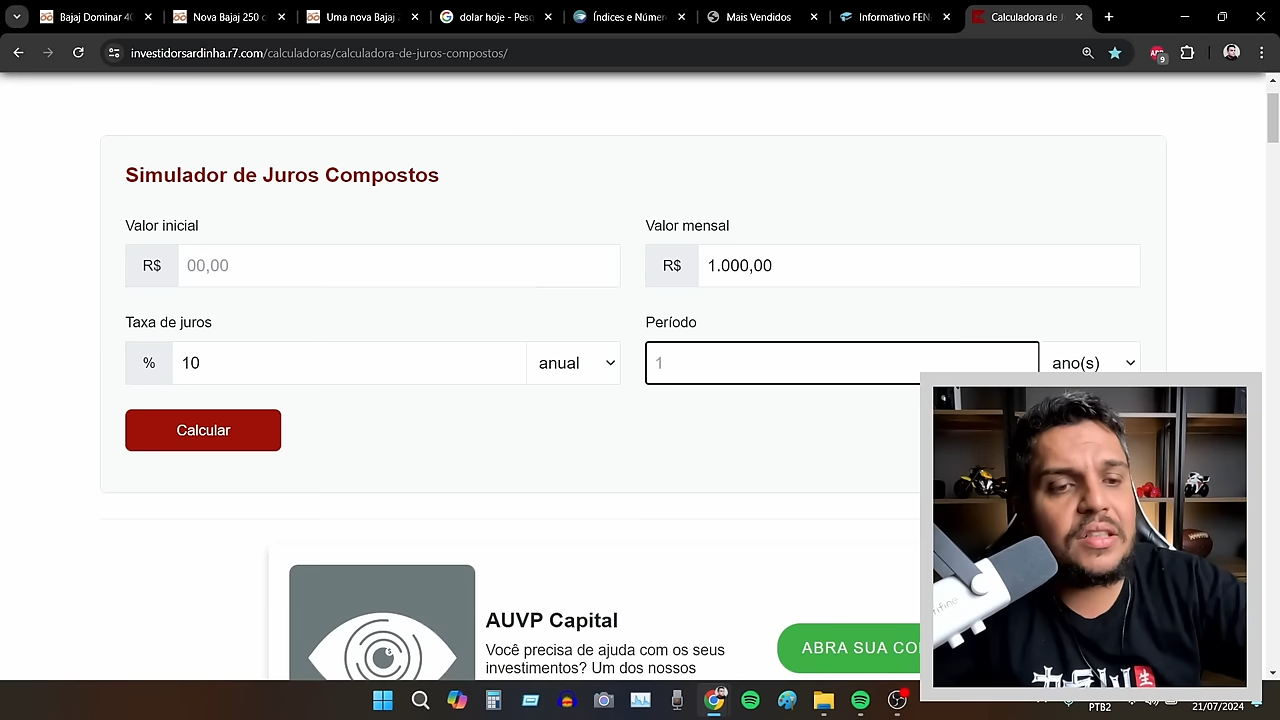 Bajaj Dominar 40
Nova Bajaj 250 c
Uma nova Bajaj
dolar hoje - Pesq
Índices e Númer
Mais Vendidos
Informativo FEN
Calculadora de J
investidorsardinha.r7.com/calculadoras/calculadora-de-juros-compostos/
9
Simulador de Juros Compostos
Valor inicial
Valor mensal
R$ 00,00
R$ 1.000,00
Taxa de juros
Período
% 10 anual
1 ano(s)
Calcular
AUVP Capital
Você precisa de ajuda com os seus
investimentos? Um dos nossos
ABRA SUA CO
fifine
PTB2
21/07/2024